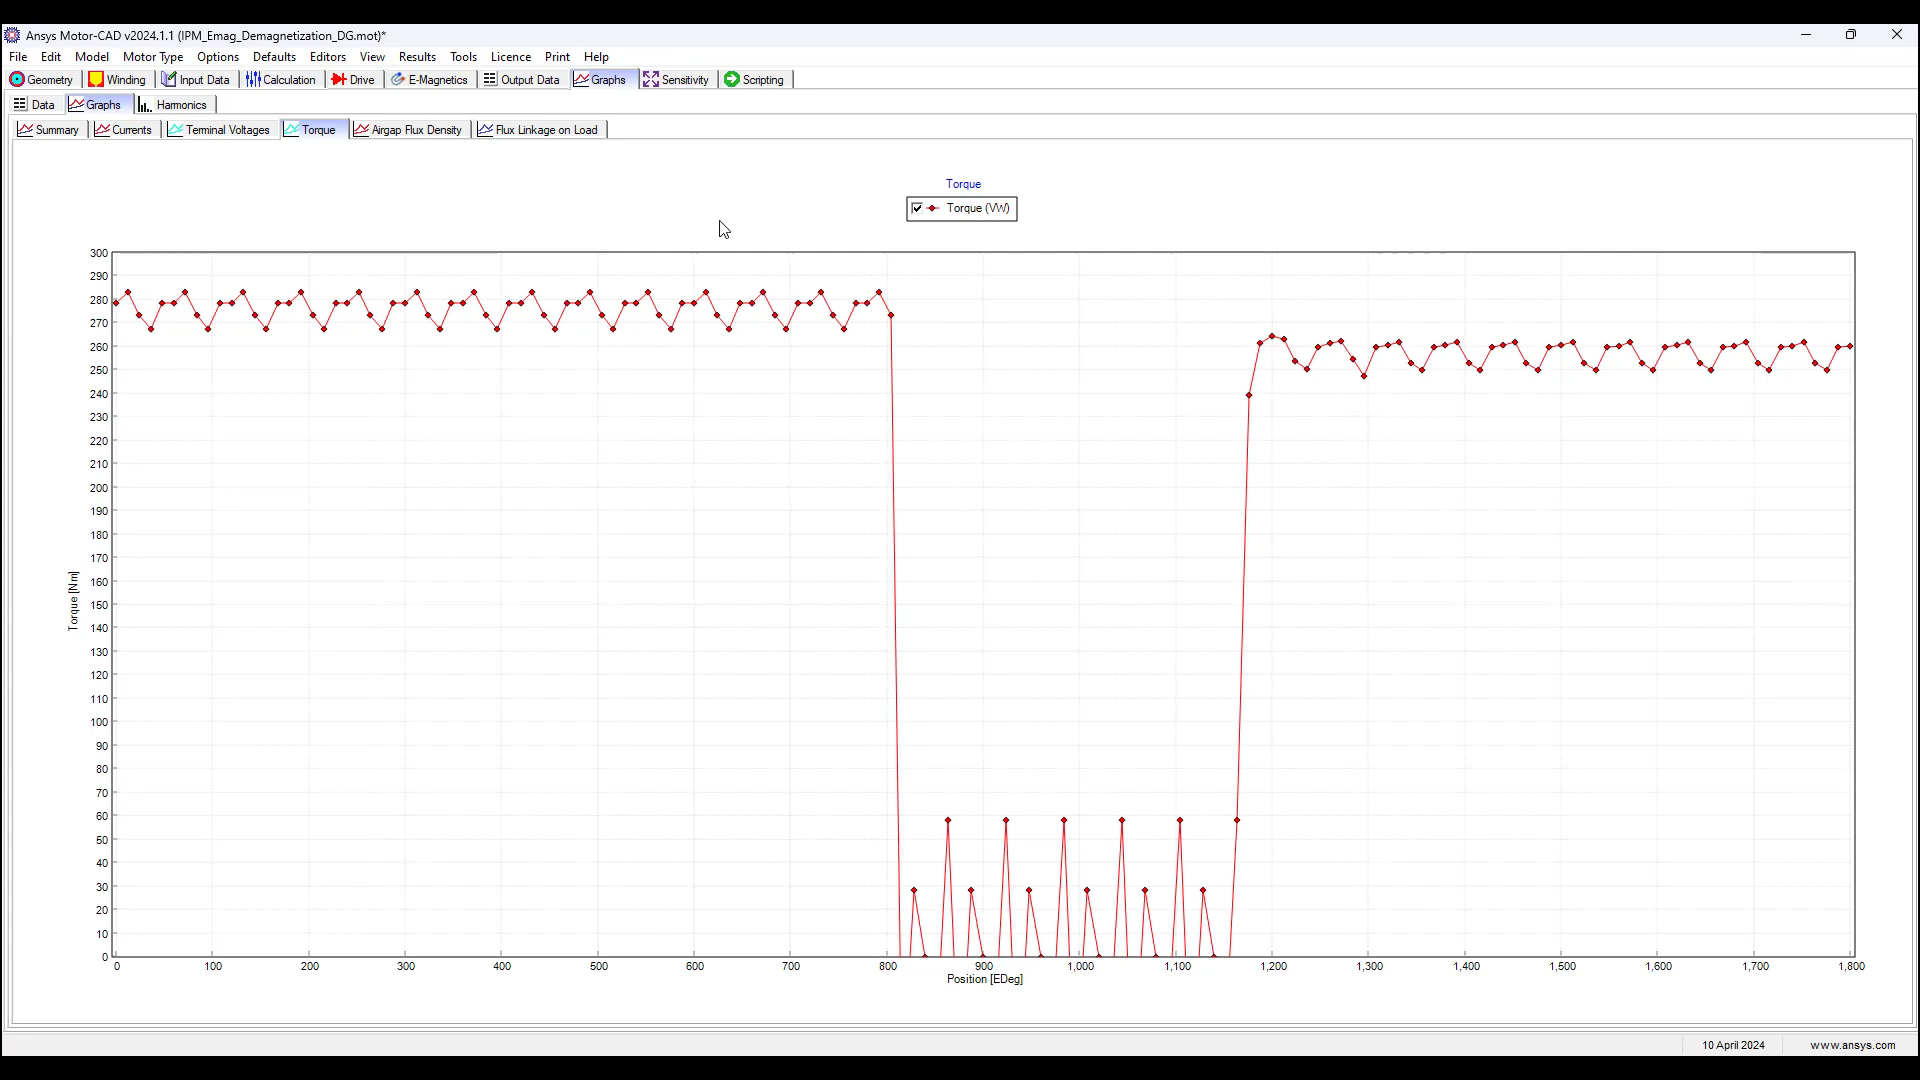 Ansys Motor-CAD v2024.1.1 (IPM_Emag_Demagnetization_DG.mot)*
File Edit Model Motor Type Options Defaults Editors View Results Tools Licence Print Help
Geometry Winding Input Data Calculation Drive E-Magnetics Output Data Graphs Sensitivity Scripting
Data Graphs Harmonics
Summary Currents Terminal Voltages Torque Airgap Flux Density Flux Linkage on Load
Torque
Torque (VW)
300
290
280
270
260
250
240
230
220
210
200
190
180
170
160
150
140
130
120
110
100
90
80
70
60
50
40
30
20
10
0
Torque [Nm]
0 100 200 300 400 500 600 700 800 900 1,000 1,100 1,200 1,300 1,400 1,500 1,600 1,700 1,800
Position [EDeg]
10 April 2024 www.ansys.com